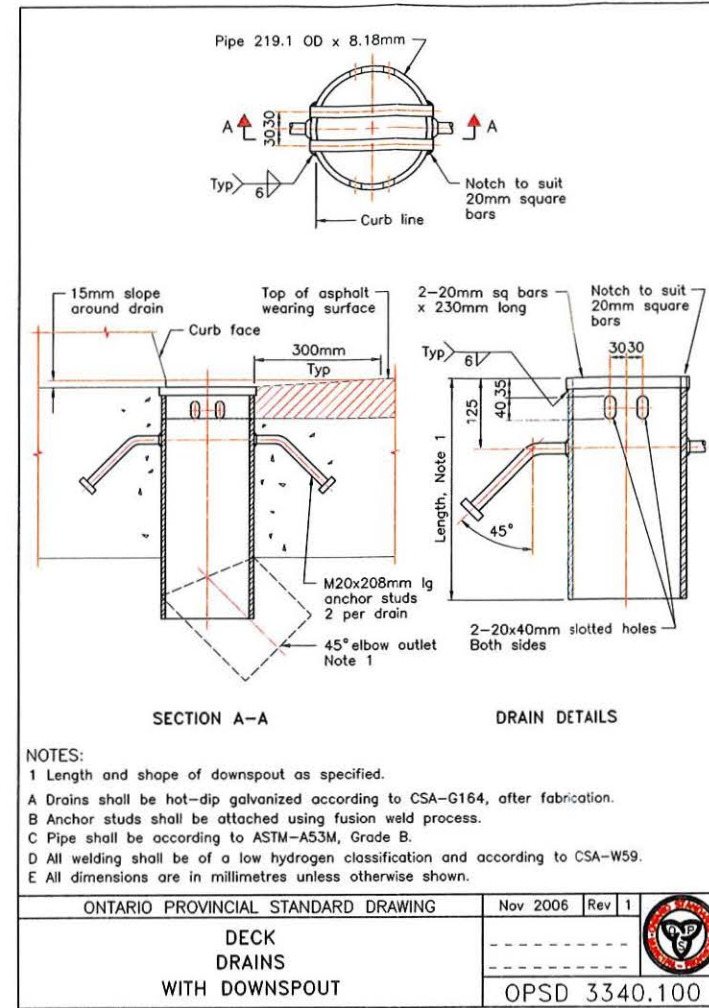 Pipe 219.1 OD x 8.18mm
A
3030
A
Typ
6
Notch to suit
20mm square
bars
Curb line
15mm slope
around drain
Top of asphalt
wearing surface
Curb face
300mm
Typ
M20x208mm lg
anchor studs
2 per drain
45° elbow outlet
Note 1
SECTION A-A
2-20mm sq bars
x 230mm long
Notch to suit
20mm square
bars
Typ
6
3030
35
40
125
Length, Note 1
45°
2-20x40mm slotted holes
Both sides
DRAIN DETAILS
NOTES:
1 Length and shape of downspout as specified.
A Drains shall be hot-dip galvanized according to CSA-G164, after fabrication.
B Anchor studs shall be attached using fusion weld process.
C Pipe shall be according to ASTM-A53M, Grade B.
D All welding shall be of a low hydrogen classification and according to CSA-W59.
E All dimensions are in millimetres unless otherwise shown.
ONTARIO PROVINCIAL STANDARD DRAWING
Nov 2006 Rev 1
DECK
DRAINS
WITH DOWNSPOUT
OPS
OPSD 3340.100